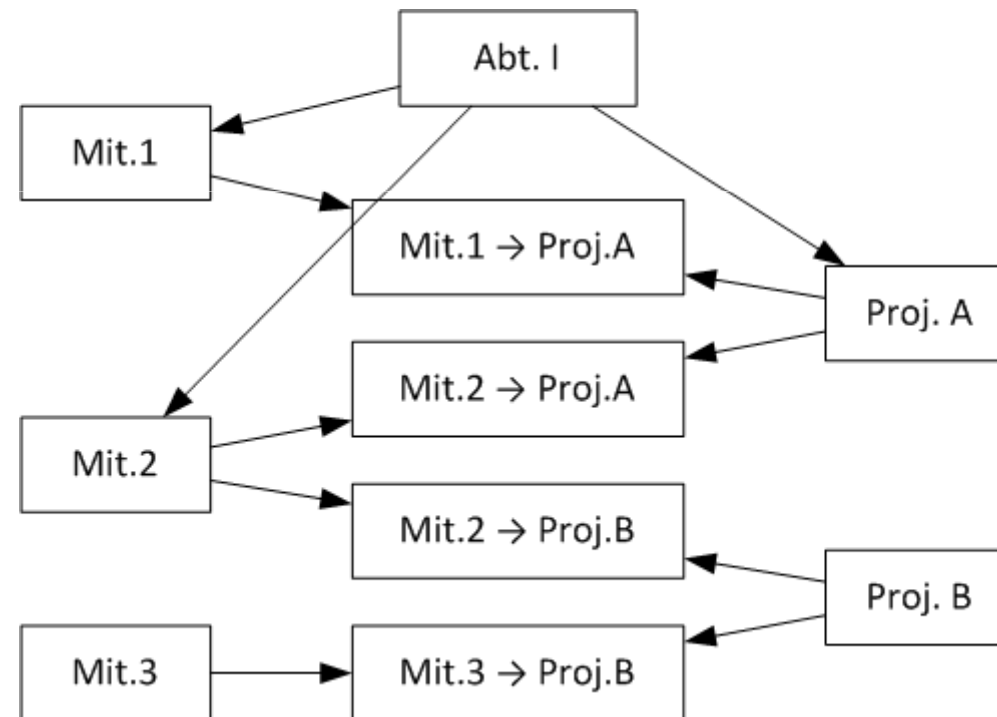 Abt. I
Mit.1
Mit.1 → Proj.A
Proj. A
Mit.2 → Proj.A
Mit.2
Mit.2 → Proj.B
Proj. B
Mit.3
Mit.3 → Proj.B